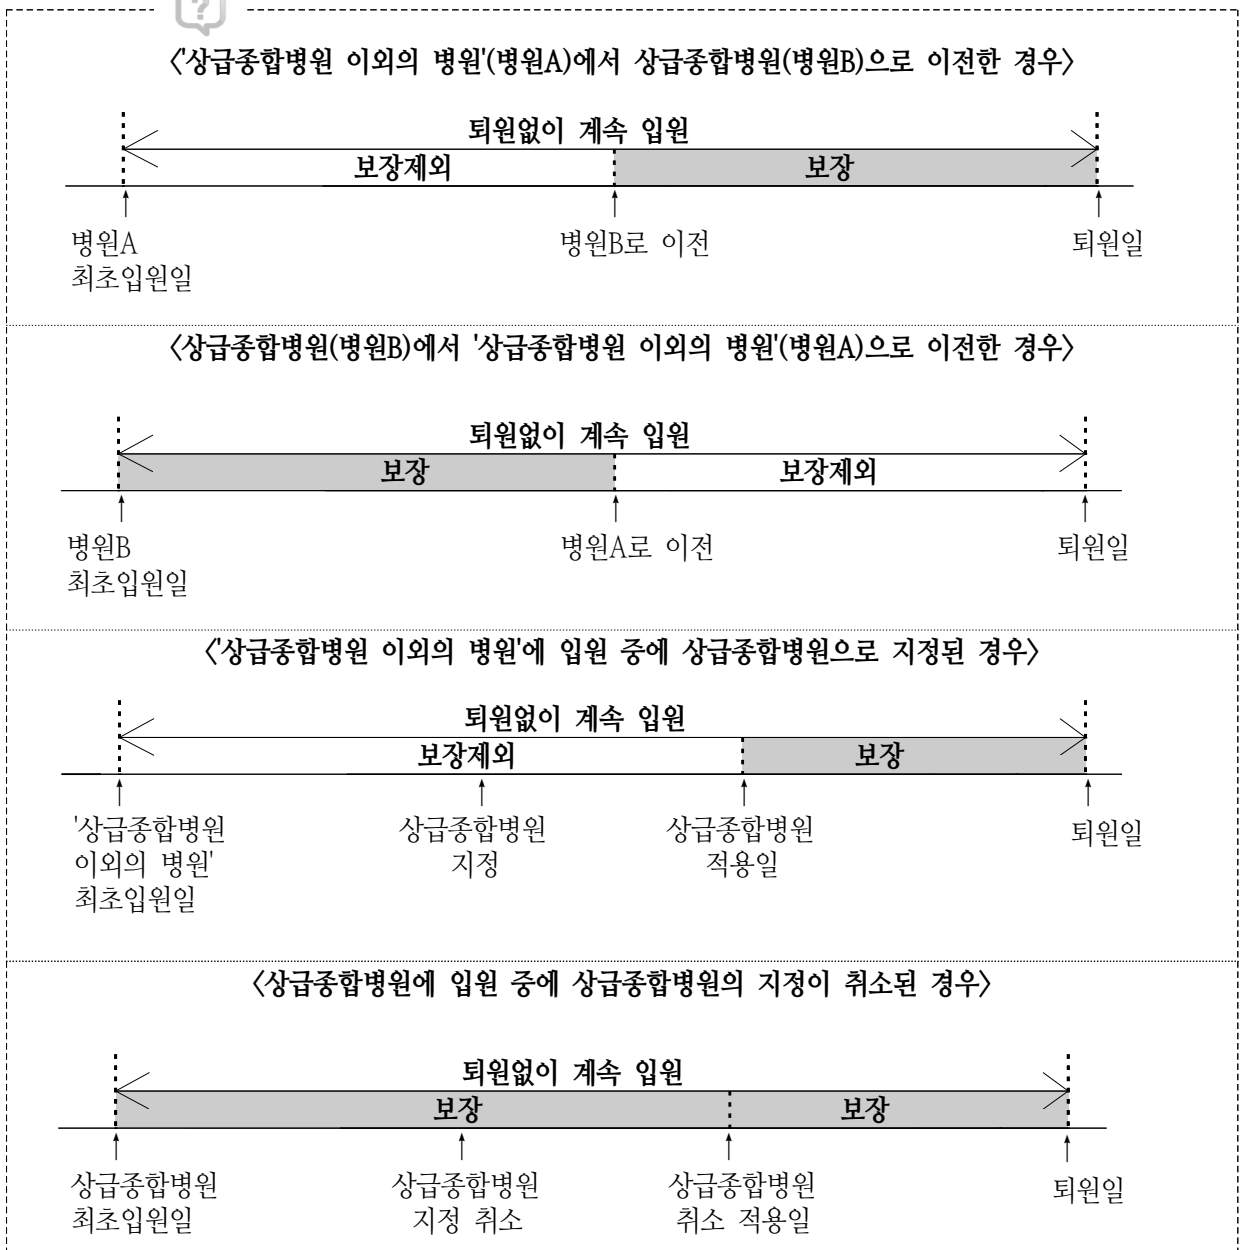 ?
〈'상급종합병원 이외의 병원'(병원A)에서 상급종합병원(병원B)으로 이전한 경우〉
퇴원없이 계속 입원
보장제외 보장
병원A 병원B로 이전 퇴원일
최초입원일
〈상급종합병원(병원B)에서 '상급종합병원 이외의 병원'(병원A)으로 이전한 경우〉
퇴원없이 계속 입원
보장 보장제외
병원B 병원A로 이전 퇴원일
최초입원일
〈'상급종합병원 이외의 병원'에 입원 중에 상급종합병원으로 지정된 경우〉
퇴원없이 계속 입원
보장제외 보장
'상급종합병원 상급종합병원 상급종합병원 퇴원일
이외의 병원' 지정 적용일
최초입원일
〈상급종합병원에 입원 중에 상급종합병원의 지정이 취소된 경우〉
퇴원없이 계속 입원
보장 보장
상급종합병원 상급종합병원 상급종합병원 퇴원일
최초입원일 지정 취소 취소 적용일